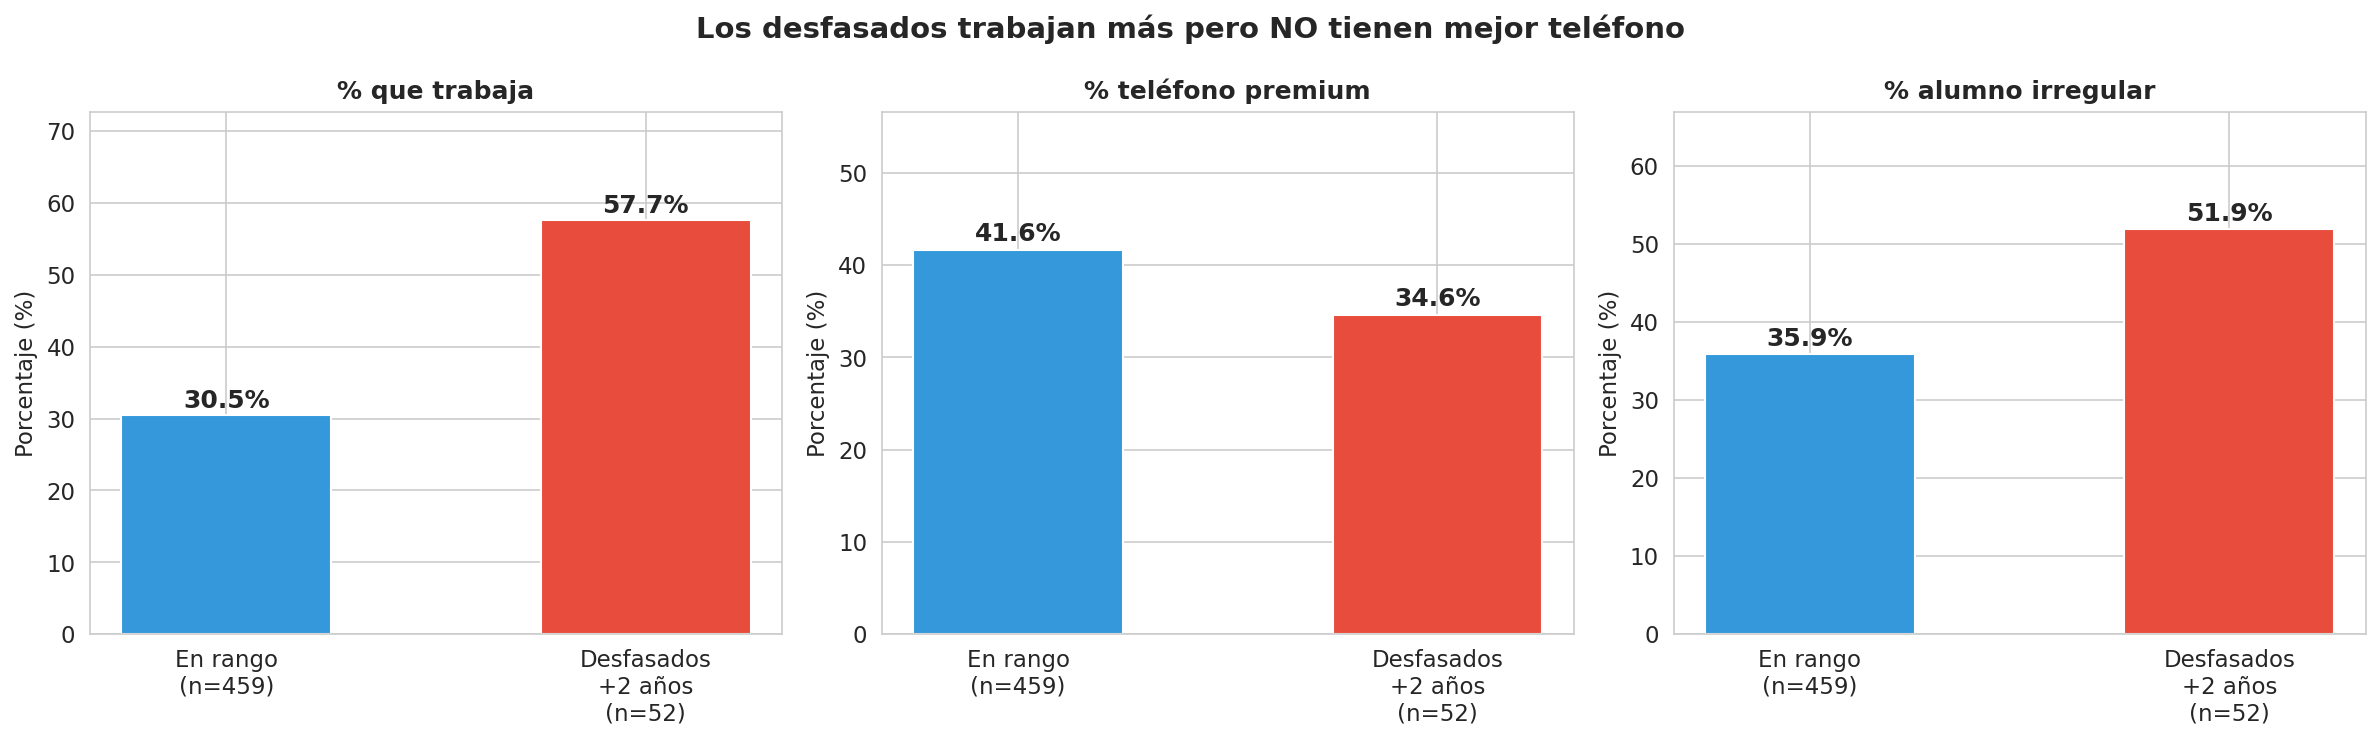 Los desfasados trabajan más pero NO tienen mejor teléfono
% que trabaja
Porcentaje (%)
70
60
50
40
30
20
10
0
30.5%
57.7%
En rango
(n=459)
Desfasados
+2 años
(n=52)
% teléfono premium
Porcentaje (%)
50
40
30
20
10
0
41.6%
34.6%
En rango
(n=459)
Desfasados
+2 años
(n=52)
% alumno irregular
Porcentaje (%)
60
50
40
30
20
10
0
35.9%
51.9%
En rango
(n=459)
Desfasados
+2 años
(n=52)